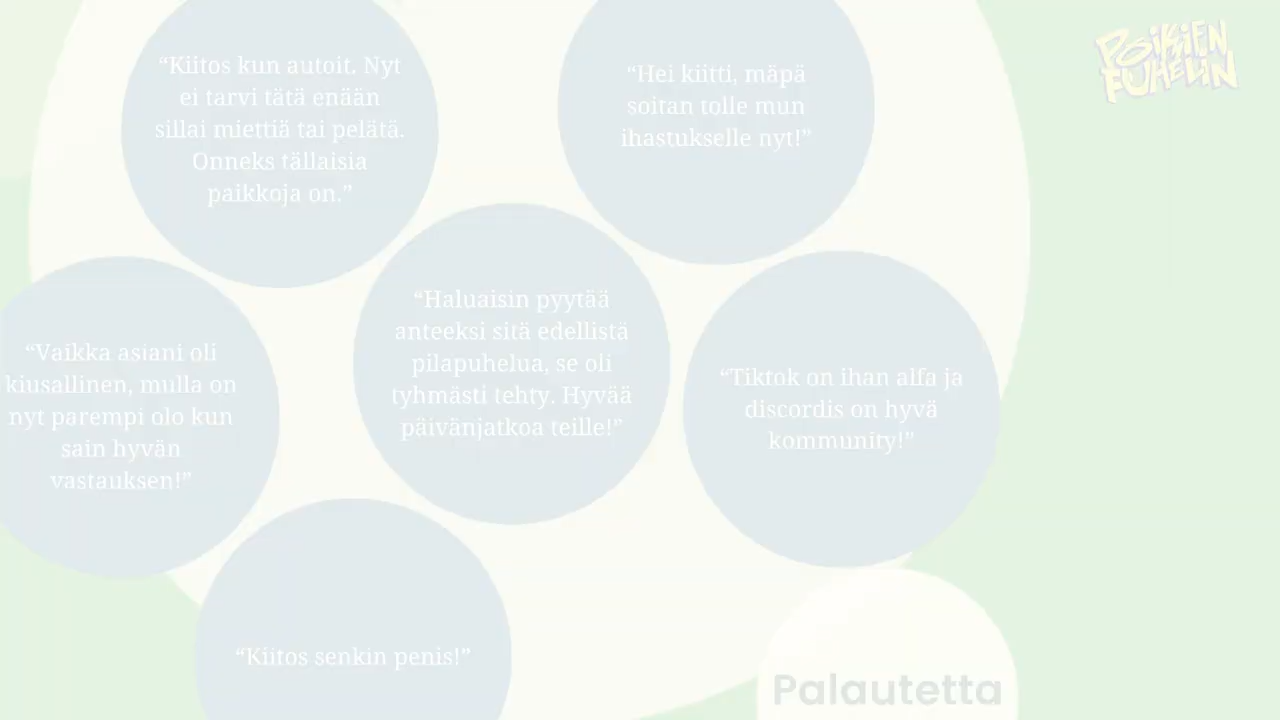 “Kiitos kun autoit. Nyt
ei tarvi tätä enään
sillai miettiä tai pelätä.
Onneks tällaisia
paikkoja on.”
“Hei kiitti, mäpä
soitan tolle mun
ihastukselle nyt!”
POIKIEN
PUHELIN
“Vaikka asiani oli
kiusallinen, mulla on
nyt parempi olo kun
sain hyvän
vastauksen!”
“Haluaisin pyytää
anteeksi sitä edellistä
pilapuhelua, se oli
tyhmästi tehty. Hyvää
päivänjatkoa teille!”
“Tiktok on ihan alfa ja
discordis on hyvä
kommunity!”
“Kiitos senkin penis!”
Palautetta